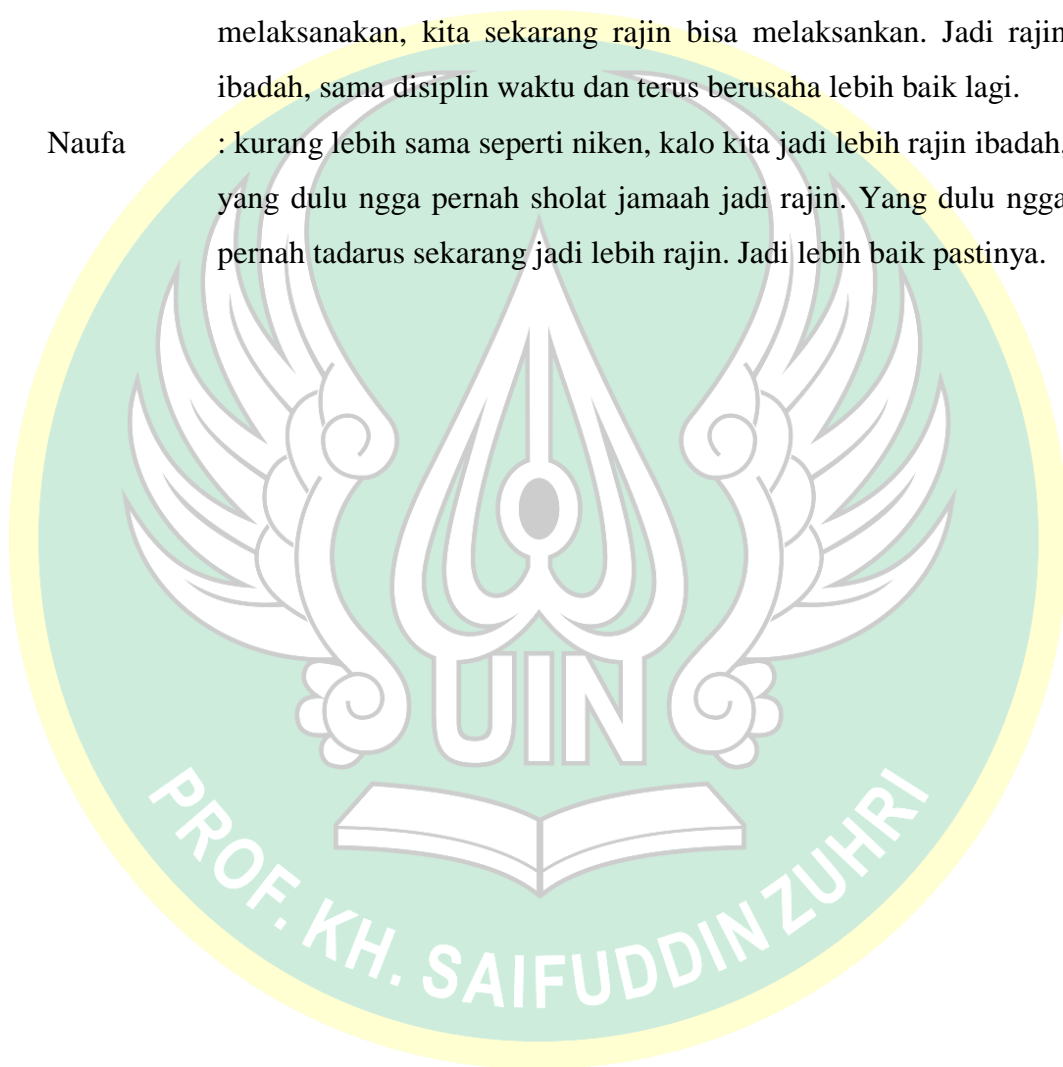 melaksanakan, kita sekarang rajin bisa melaksankan. Jadi rajin
ibadah, sama disiplin waktu dan terus berusaha lebih baik lagi.
Naufa : kurang lebih sama seperti niken, kalo kita jadi lebih rajin ibadah,
yang dulu ngga pernah sholat jamaah jadi rajin. Yang dulu ngga
pernah tadarus sekarang jadi lebih rajin. Jadi lebih baik pastinya.
UIN
PROF. KH. SAIFUDDIN ZUHRI